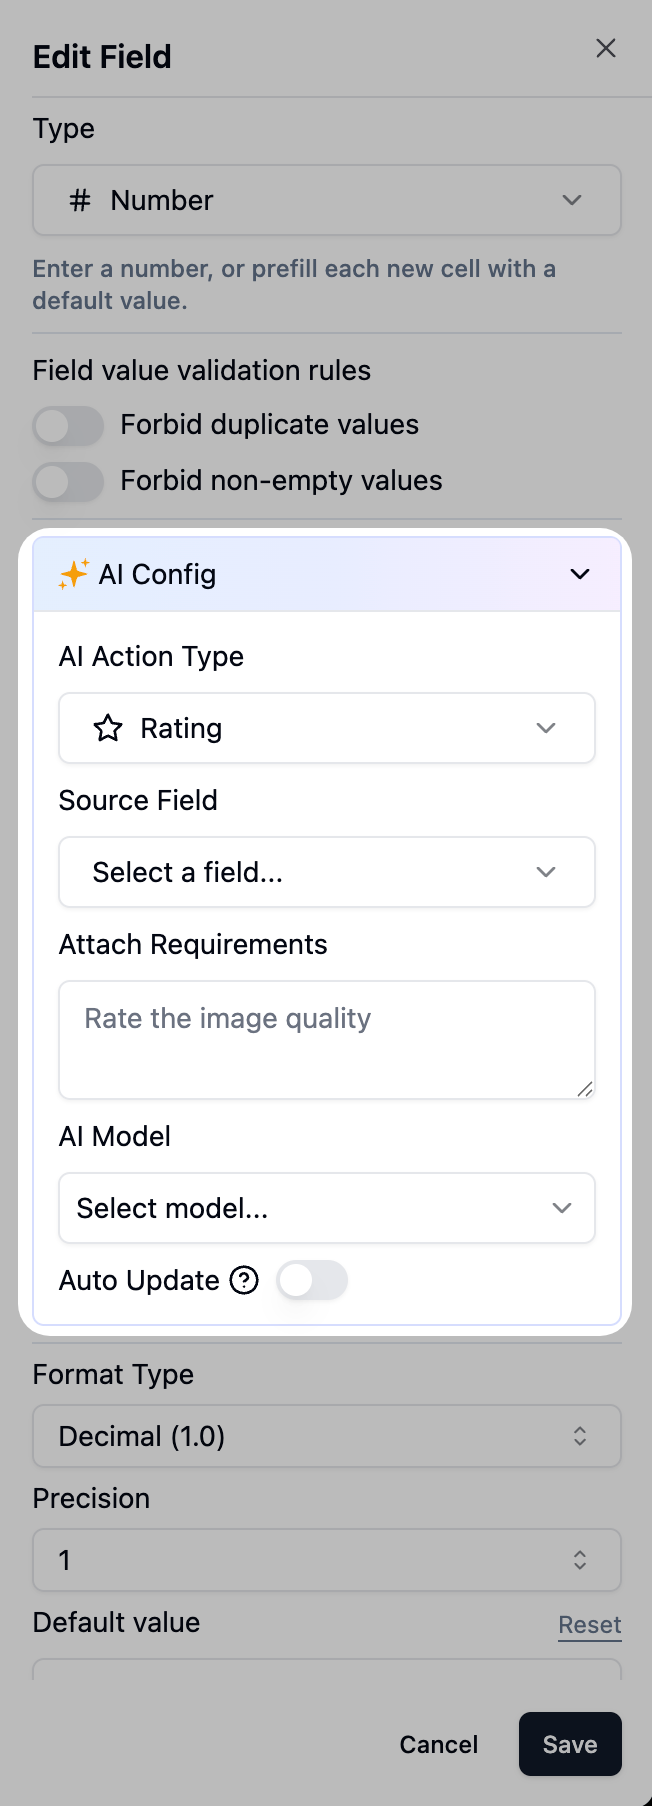 Edit Field
Type
# Number
Enter a number, or prefill each new cell with a
default value.
Field value validation rules
Forbid duplicate values
Forbid non-empty values
AI Config
AI Action Type
Rating
Source Field
Select a field...
Attach Requirements
Rate the image quality
AI Model
Select model...
Auto Update ?
Format Type
Decimal (1.0)
Precision
1
Default value
Reset
Cancel
Save